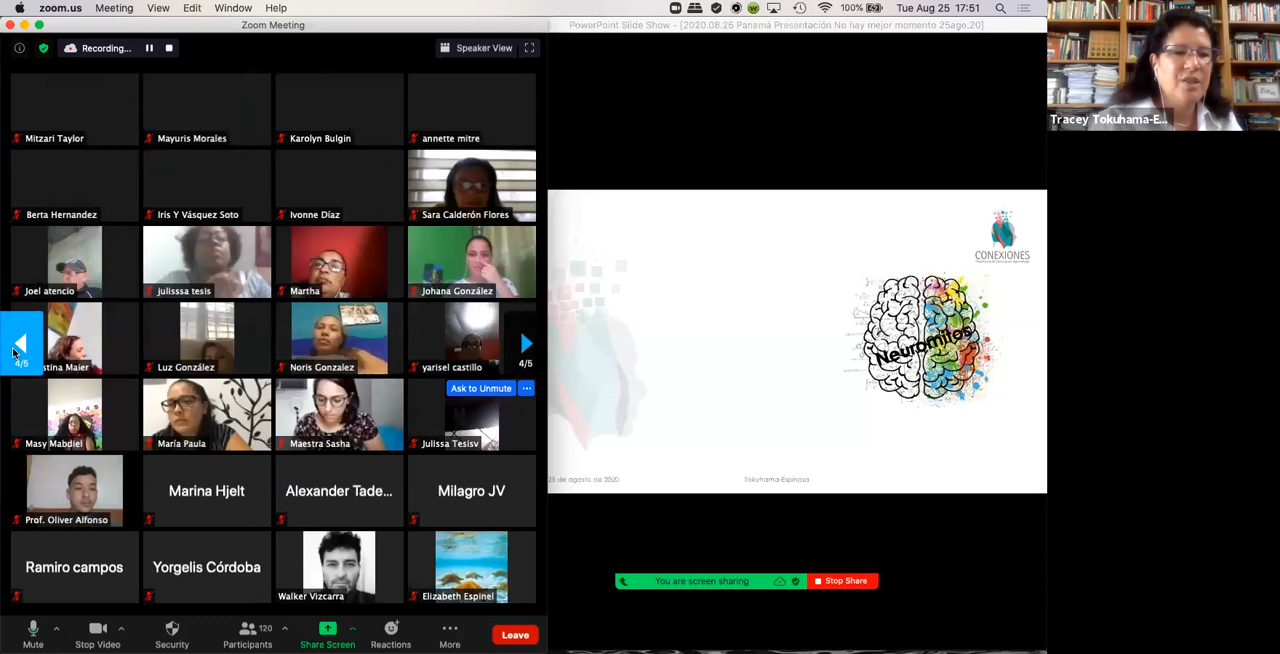 zoom.us Meeting View Edit Window Help
100% Tue Aug 25 17:51
Zoom Meeting
PowerPoint Slide Show - [2020.08.25 Panamá Presentación No hay mejor momento 25ago.20]
Recording...
Speaker View
Mitzari Taylor
Mayuris Morales
Karolyn Bulgin
annette mitre
Tracey Tokuhama-E...
Berta Hernandez
Iris Y Vásquez Soto
Ivonne Díaz
Sara Calderón Flores
Joel atencio
julisssa tesis
Martha
Johana González
CONEXIONES
4/5
stina Maier
Luz González
Noris Gonzalez
yarisel castillo
4/5
Neuromitos
Ask to Unmute
Masy Mabdiel
María Paula
Maestra Sasha
Julissa Tesisv
Prof. Oliver Alfonso
Marina Hjelt
Alexander Tade...
Milagro JV
25 de agosto de 2020
Tokuhama-Espinosa
Ramiro campos
Yorgelis Córdoba
Walker Vizcarra
Elizabeth Espinel
You are screen sharing
Stop Share
Mute
Stop Video
Security
Participants
120
Share Screen
Reactions
More
Leave